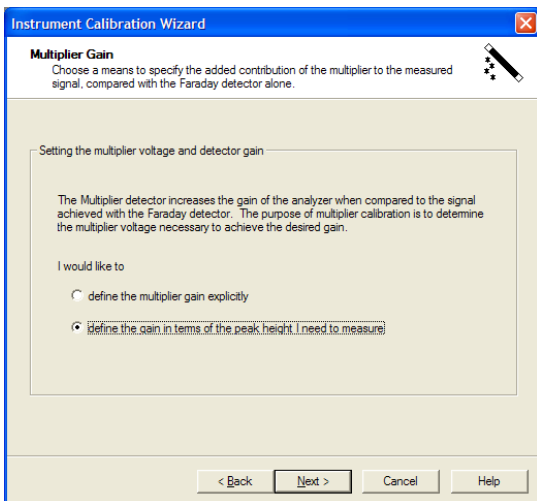 Instrument Calibration Wizard
Multiplier Gain
Choose a means to specify the added contribution of the multiplier to the measured
signal, compared with the Faraday detector alone.
Setting the multiplier voltage and detector gain
The Multiplier detector increases the gain of the analyzer when compared to the signal
achieved with the Faraday detector. The purpose of multiplier calibration is to determine
the multiplier voltage necessary to achieve the desired gain.
I would like to
define the multiplier gain explicitly
define the gain in terms of the peak height I need to measure
< Back Next > Cancel Help